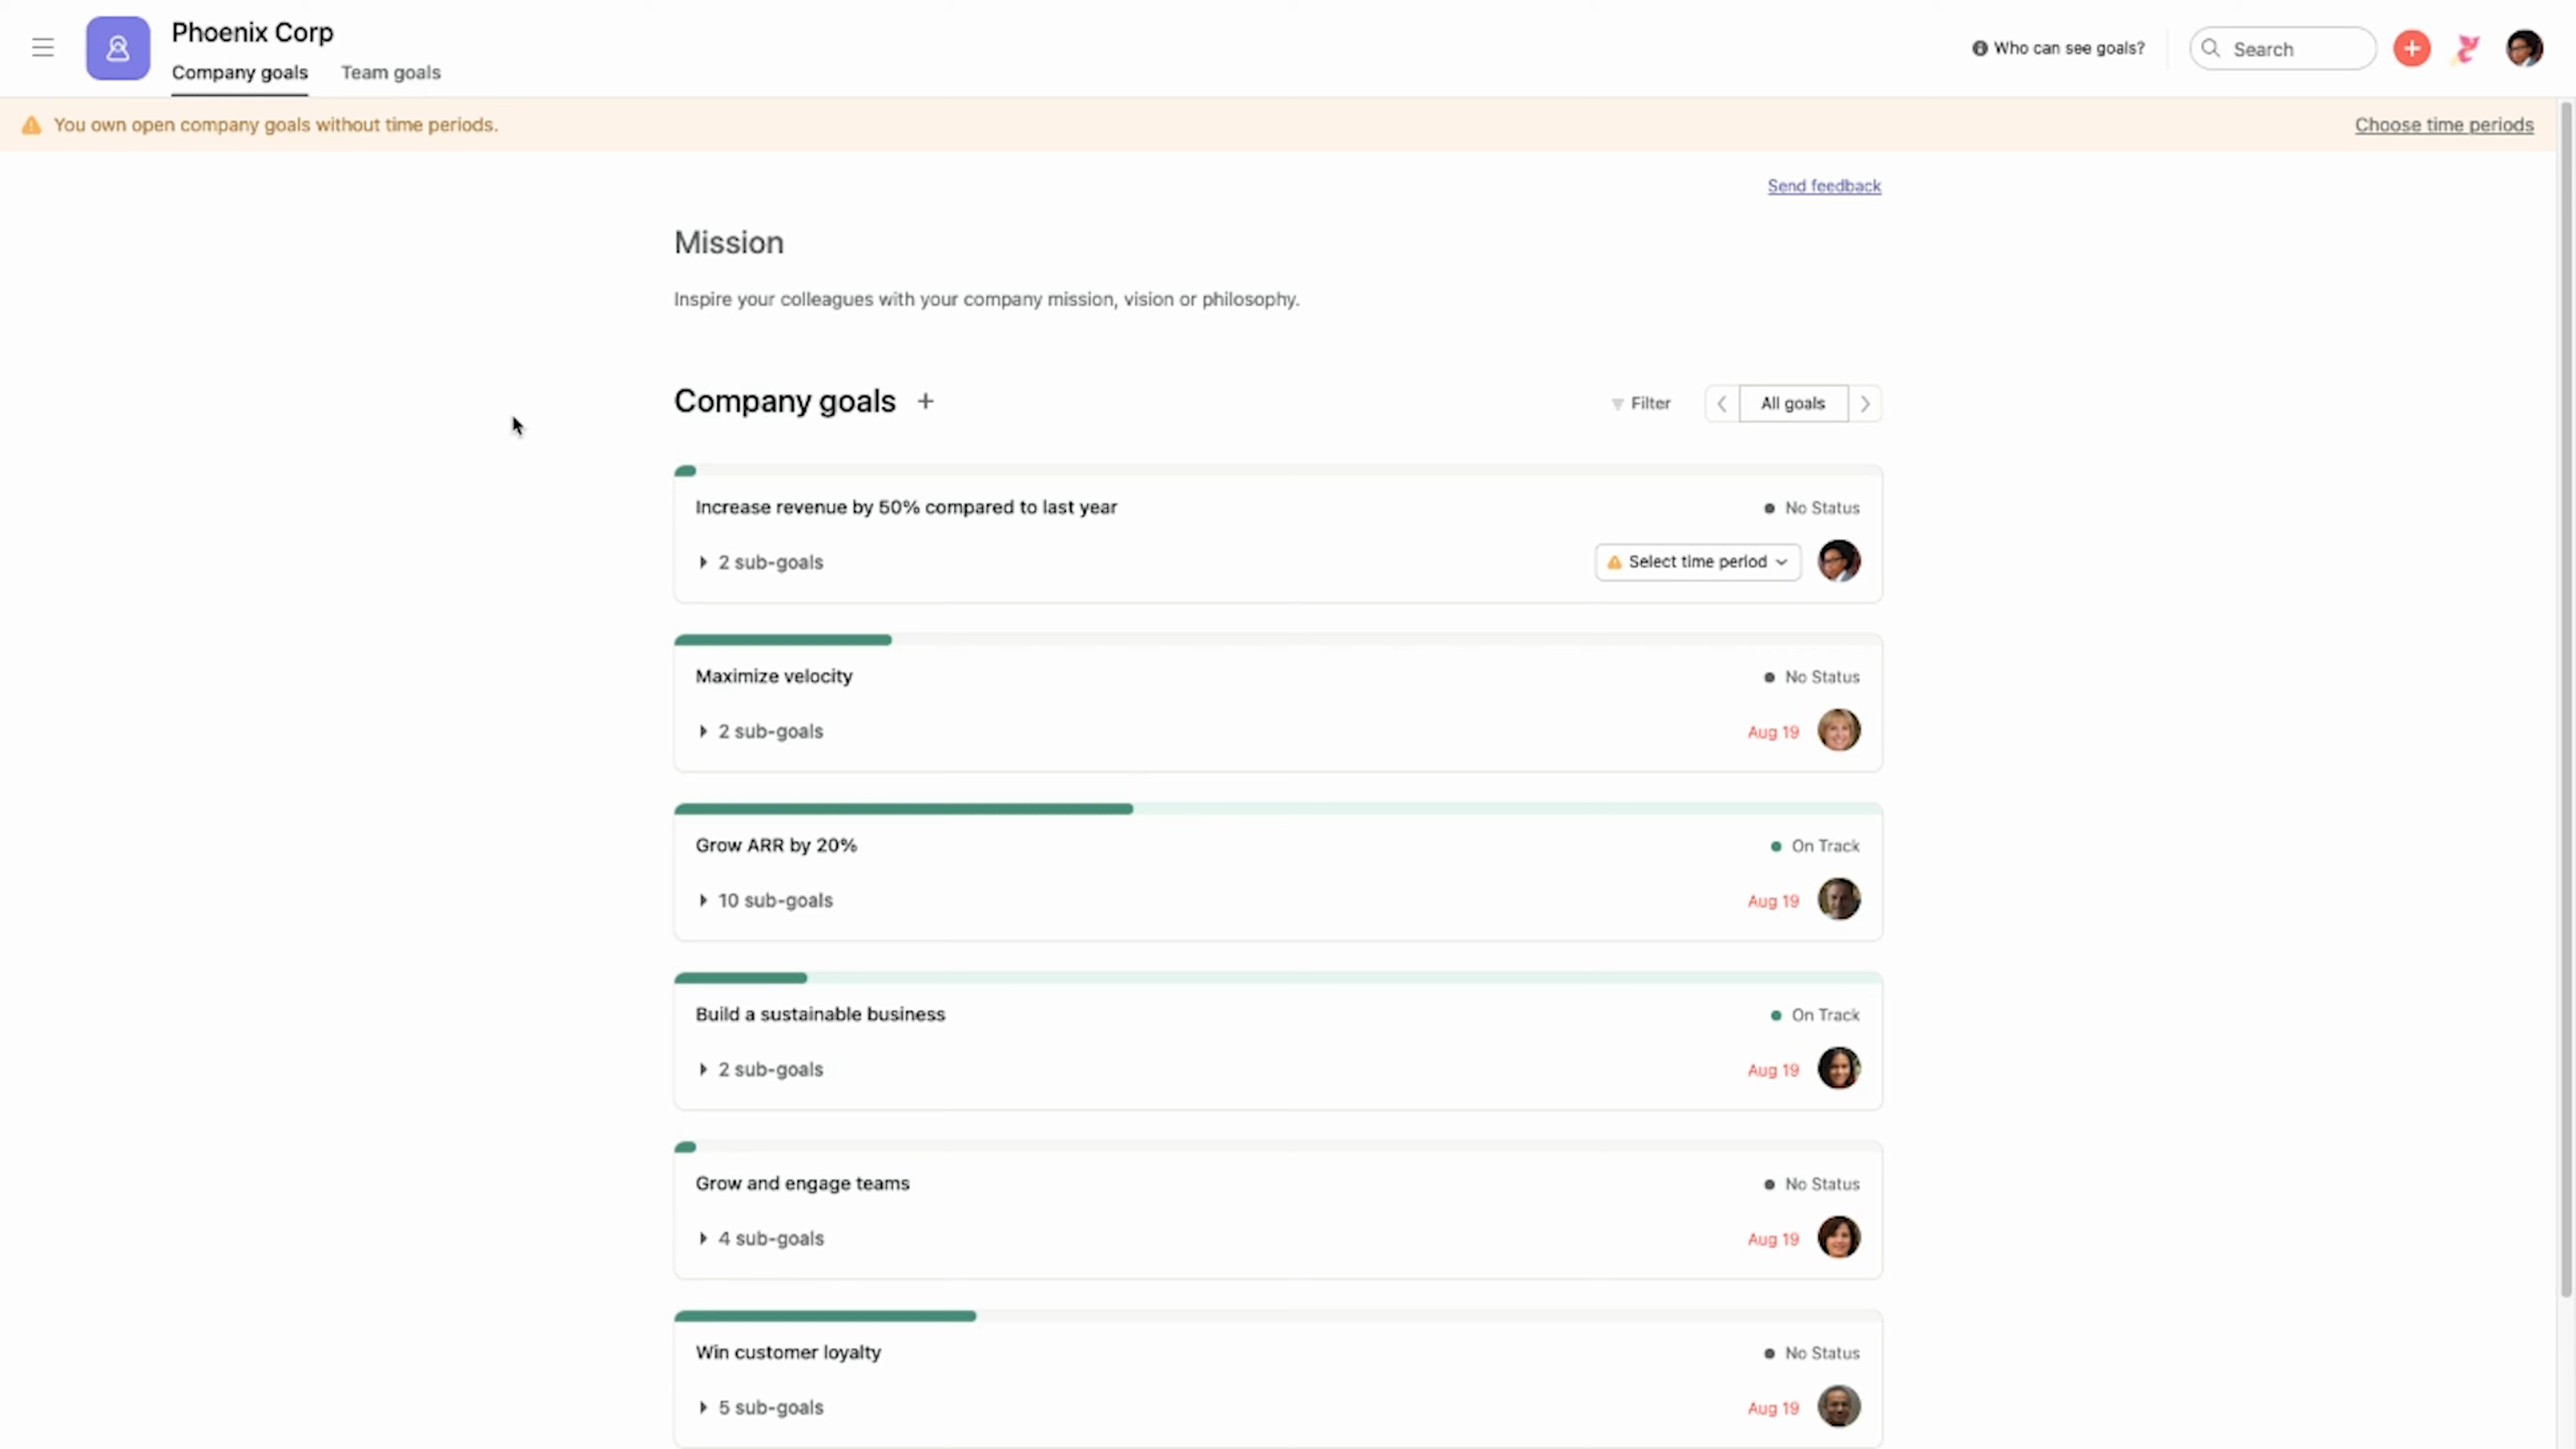 Phoenix Corp
Company goals Team goals
Who can see goals?
Search
You own open company goals without time periods.
Choose time periods
Send feedback
Mission
Inspire your colleagues with your company mission, vision or philosophy.
Company goals +
Filter
All goals
Increase revenue by 50% compared to last year
No Status
2 sub-goals
Select time period
Maximize velocity
No Status
2 sub-goals
Aug 19
Grow ARR by 20%
On Track
10 sub-goals
Aug 19
Build a sustainable business
On Track
2 sub-goals
Aug 19
Grow and engage teams
No Status
4 sub-goals
Aug 19
Win customer loyalty
No Status
5 sub-goals
Aug 19